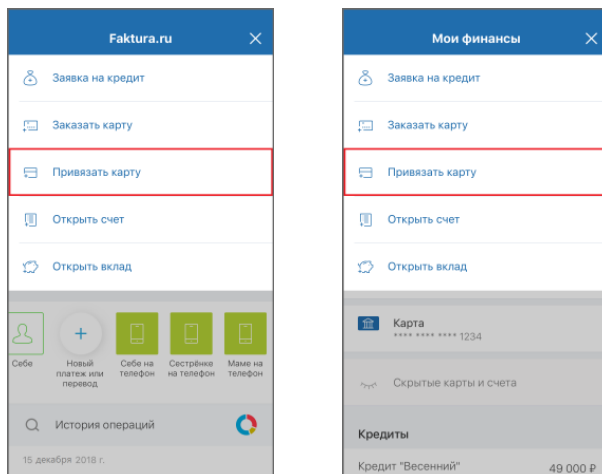 Faktura.ru
Заявка на кредит
Заказать карту
Привязать карту
Открыть счет
Открыть вклад
Себе
Новый
платеж или
перевод
Себе на
телефон
Сестрёнке
на телефон
Маме на
телефон
История операций
15 декабря 2018 г.
Мои финансы
Заявка на кредит
Заказать карту
Привязать карту
Открыть счет
Открыть вклад
Карта
**** **** **** 1234
Скрытые карты и счета
Кредиты
Кредит "Весенний" 49 000 ₽